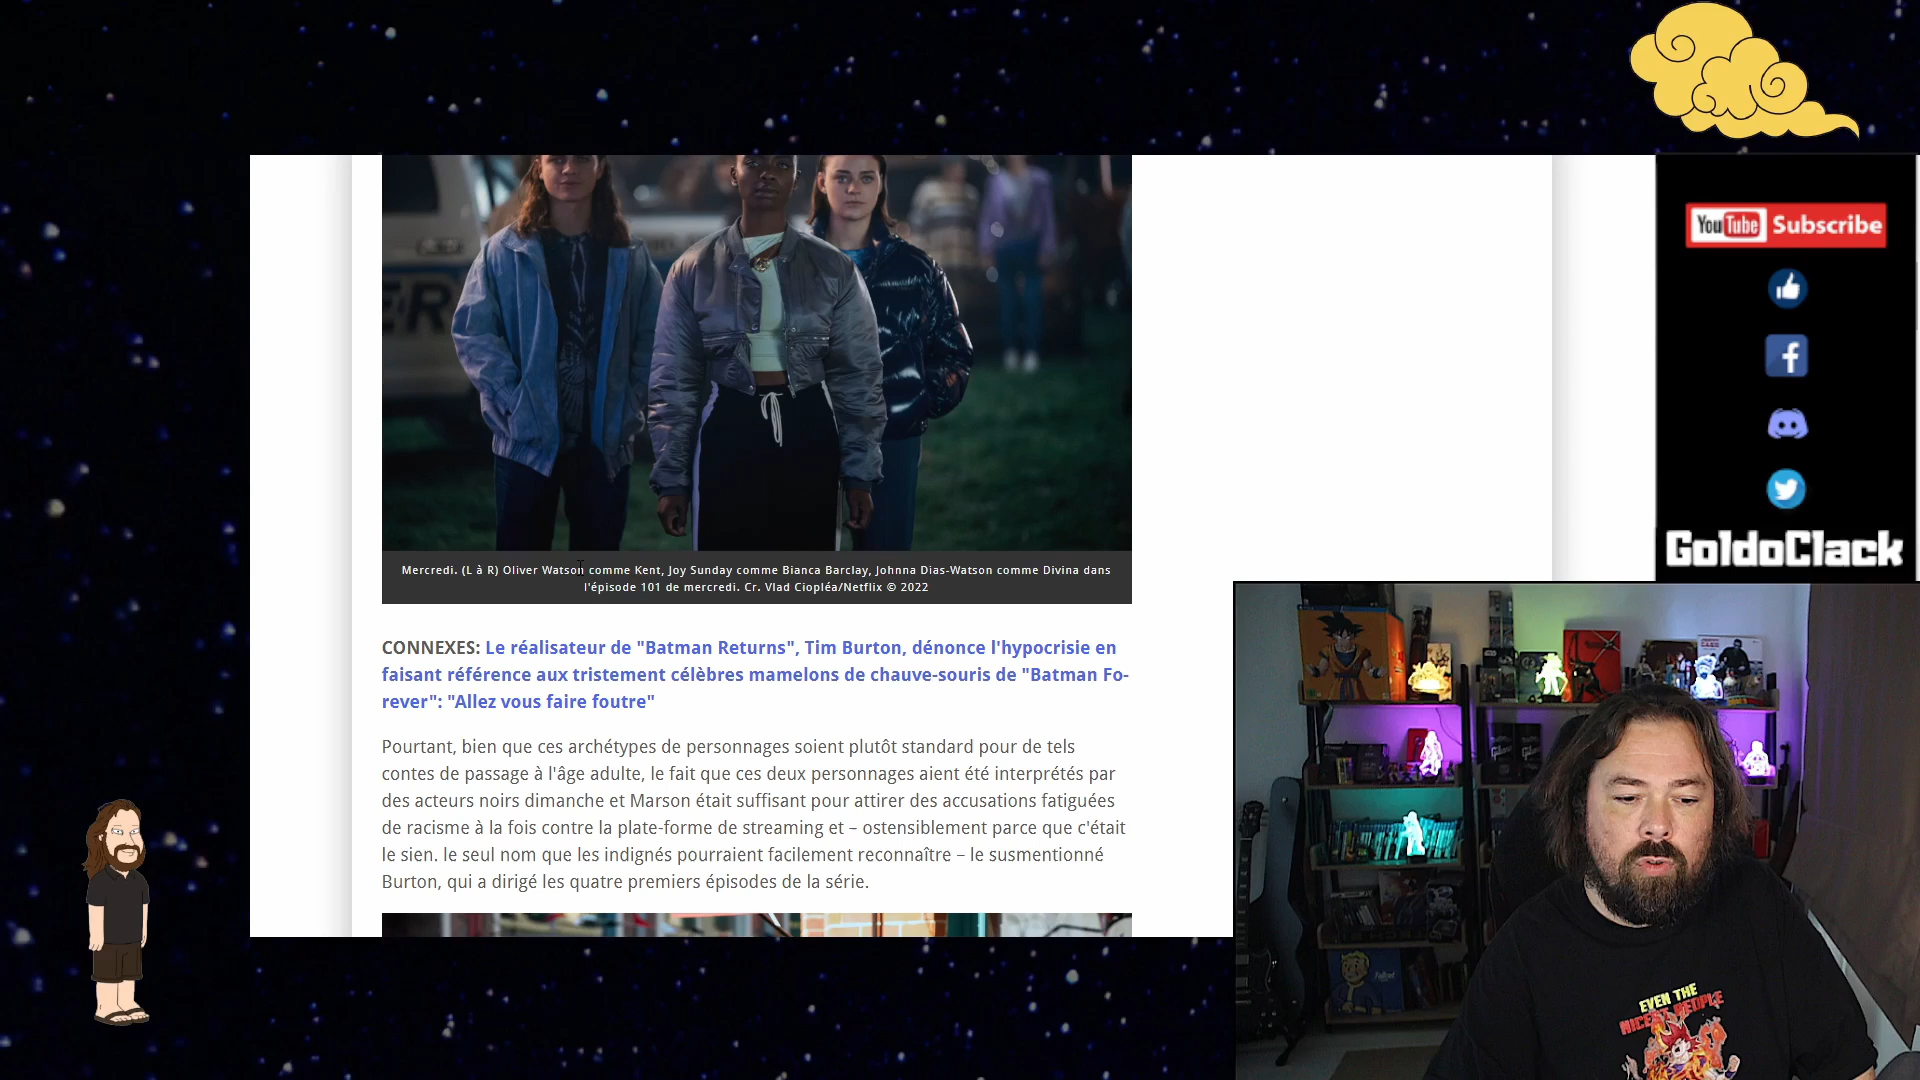 YouTube Subscribe
GoldoClack
Mercredi. (L à R) Oliver Watson comme Kent, Joy Sunday comme Bianca Barclay, Johnna Dias-Watson comme Divina dans
l'épisode 101 de mercredi. Cr. Vlad Ciopléa/Netflix © 2022
CONNEXES: Le réalisateur de "Batman Returns", Tim Burton, dénonce l'hypocrisie en
faisant référence aux tristement célèbres mamelons de chauve-souris de "Batman Fo-
rever": "Allez vous faire foutre"
Pourtant, bien que ces archétypes de personnages soient plutôt standard pour de tels
contes de passage à l'âge adulte, le fait que ces deux personnages aient été interprétés par
des acteurs noirs dimanche et Marson était suffisant pour attirer des accusations fatiguées
de racisme à la fois contre la plate-forme de streaming et – ostensiblement parce que c'était
le sien. le seul nom que les indignés pourraient facilement reconnaître – le susmentionné
Burton, qui a dirigé les quatre premiers épisodes de la série.
EVEN THE
NICEST PEOPLE